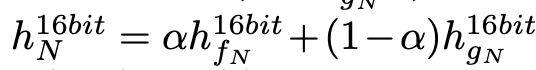 h_N^{16bit} = αh_{f_N}^{16bit} + (1−α)h_{g_N}^{16bit}